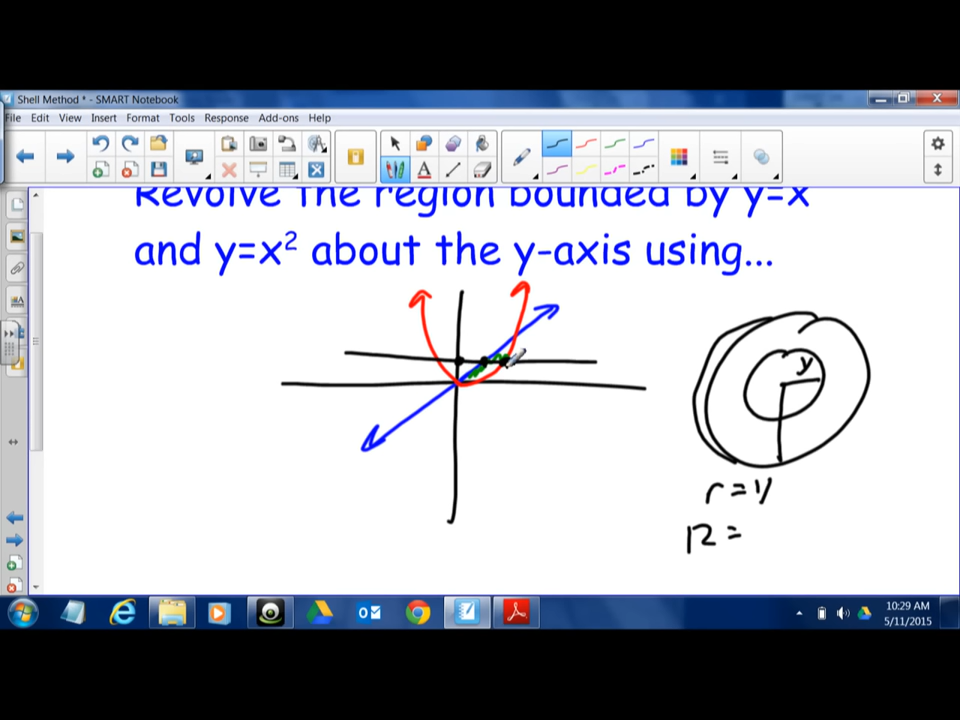 Shell Method * - SMART Notebook
File Edit View Insert Format Tools Response Add-ons Help
Revolve the region bounded by y=x
and y=x² about the y-axis using...
y
r = y
R =
10:29 AM
5/11/2015